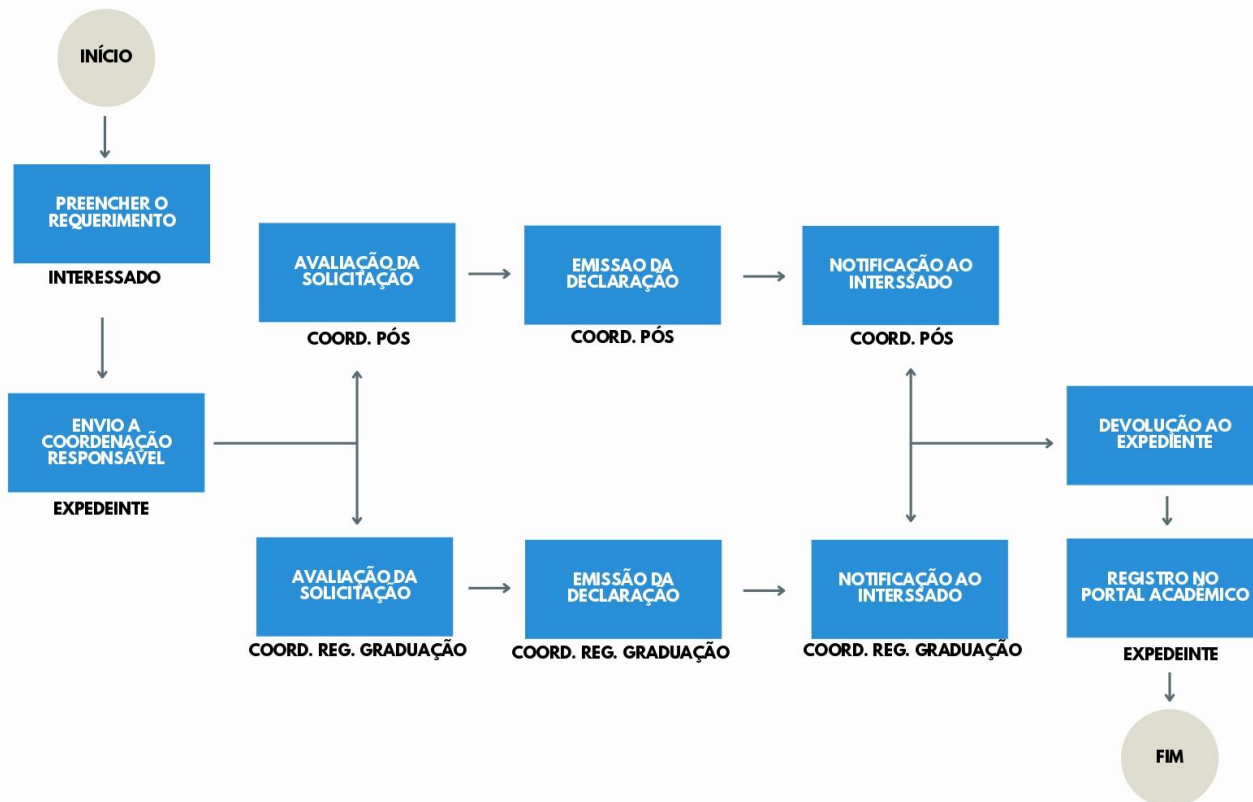 INÍCIO
PREENCHER O
REQUERIMENTO
INTERESSADO
ENVIO A
COORDENAÇÃO
RESPONSÁVEL
EXPEDEINTE
AVALIAÇÃO DA
SOLICITAÇÃO
COORD. PÓS
EMISSAO DA
DECLARAÇÃO
COORD. PÓS
NOTIFICAÇÃO AO
INTERSSADO
COORD. PÓS
AVALIAÇÃO DA
SOLICITAÇÃO
COORD. REG. GRADUAÇÃO
EMISSÃO DA
DECLARAÇÃO
COORD. REG. GRADUAÇÃO
NOTIFICAÇÃO AO
INTERSSADO
COORD. REG. GRADUAÇÃO
DEVOLUÇÃO AO
EXPEDIENTE
REGISTRO NO
PORTAL ACADÊMICO
EXPEDEINTE
FIM